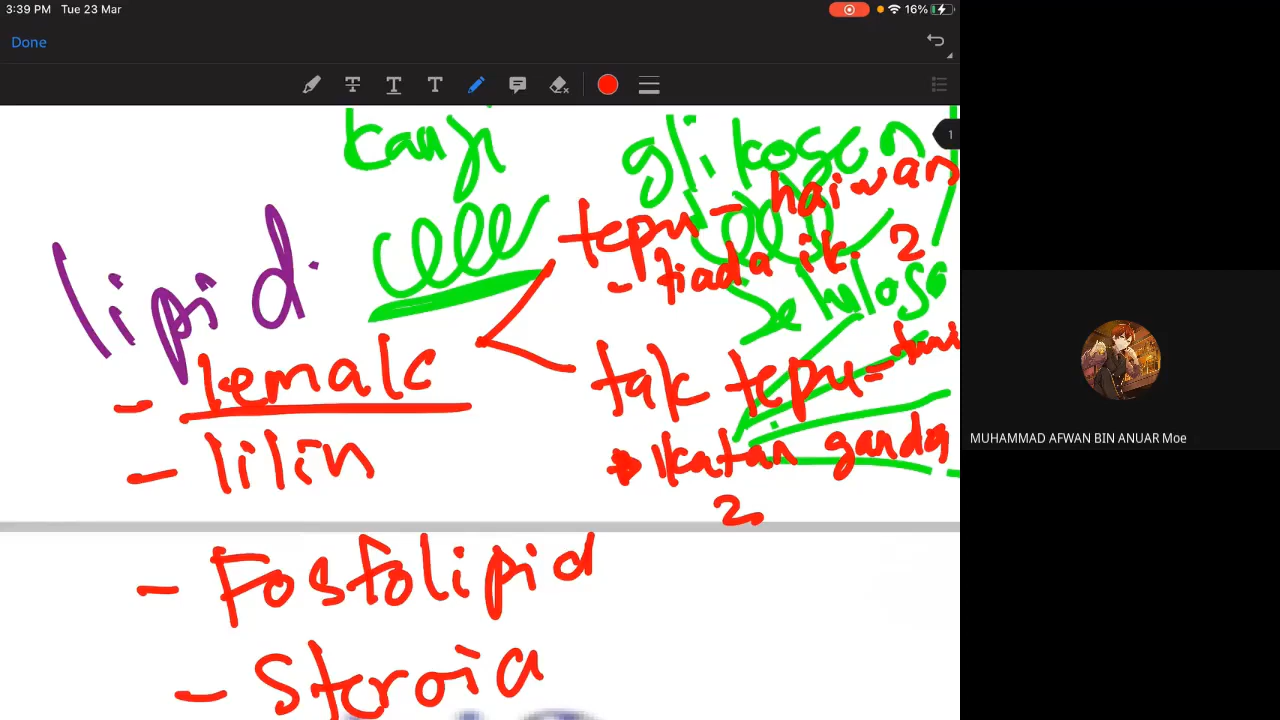 3:39 PM Tue 23 Mar
16%
Done
T T T
1
kanji
glikogen
lipid
tepu - haiwan
- tiada ik. 2
selulosa
- lemak
tak tepu =
- lilin
ikatan ganda
2
- Fosfolipid
- Steroid
MUHAMMAD AFWAN BIN ANUAR Moe